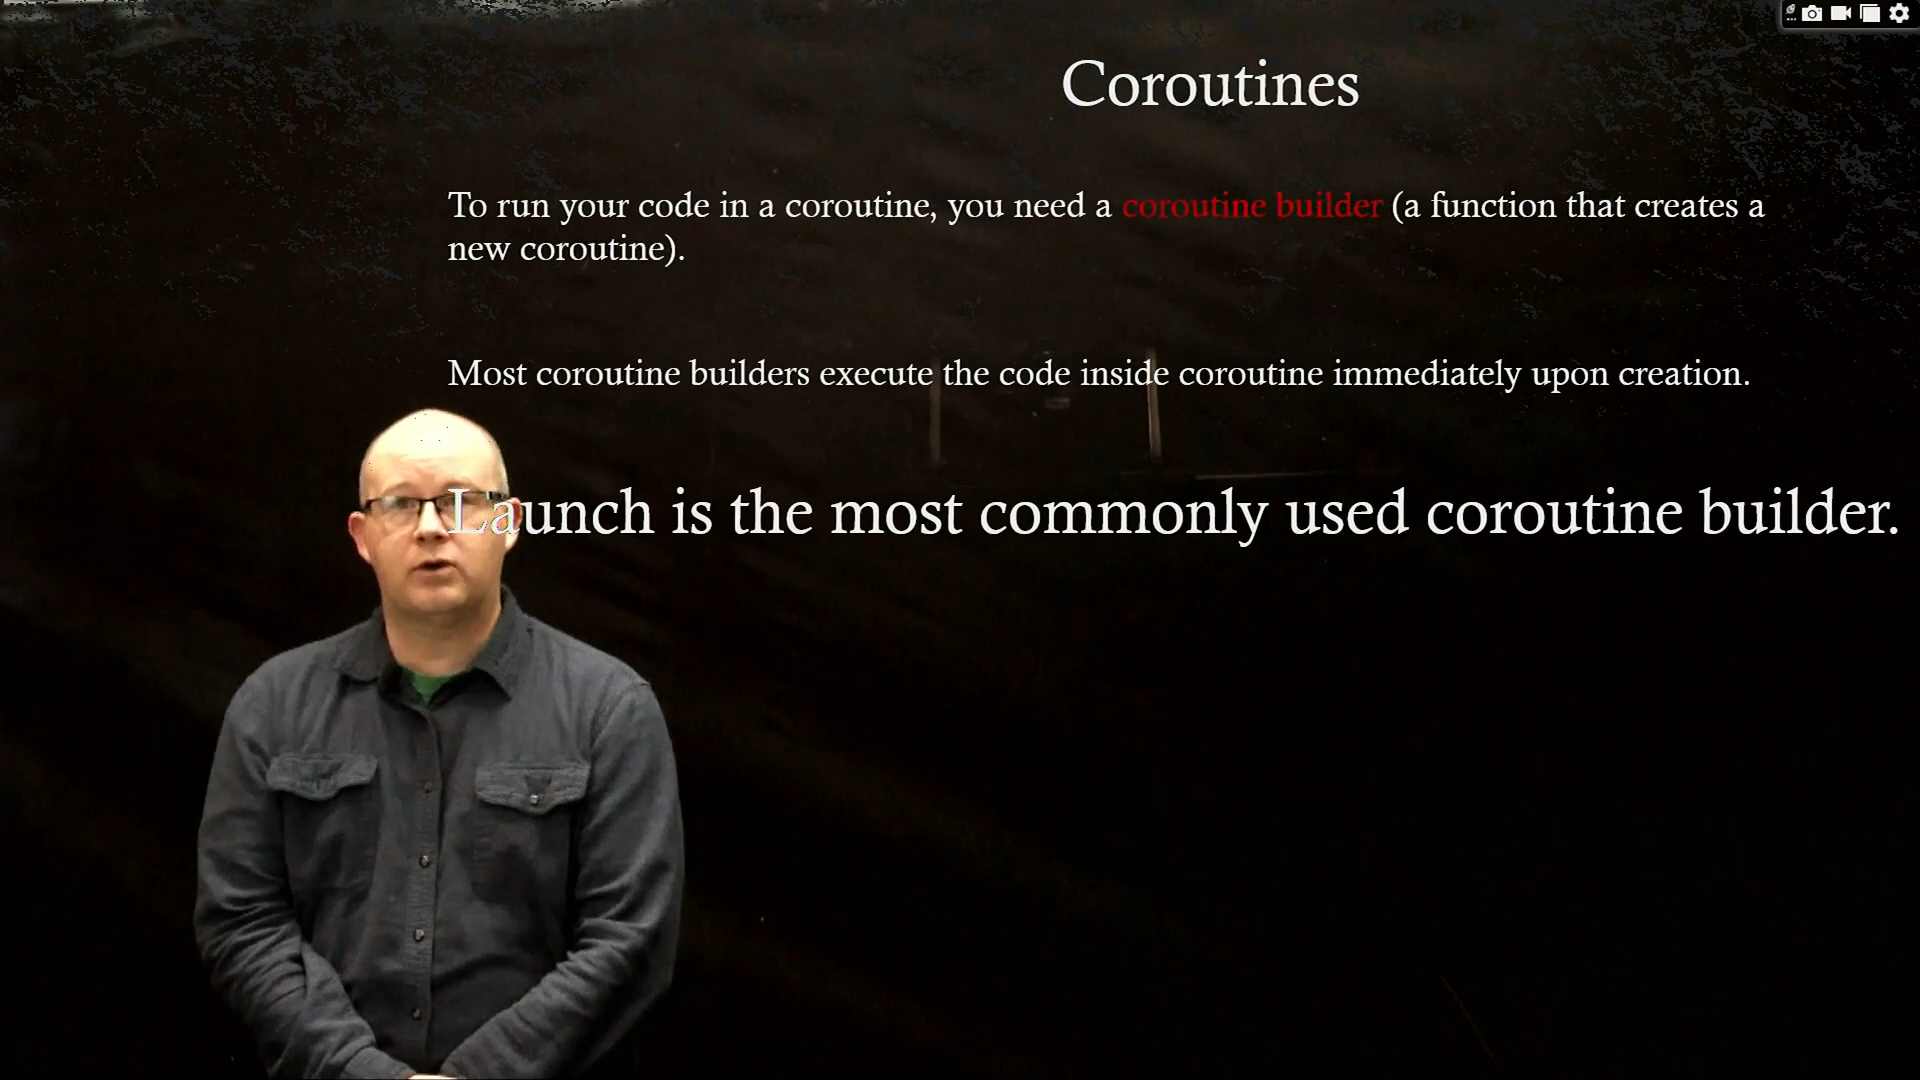 Coroutines
To run your code in a coroutine, you need a coroutine builder (a function that creates a
new coroutine).
Most coroutine builders execute the code inside coroutine immediately upon creation.
Launch is the most commonly used coroutine builder.